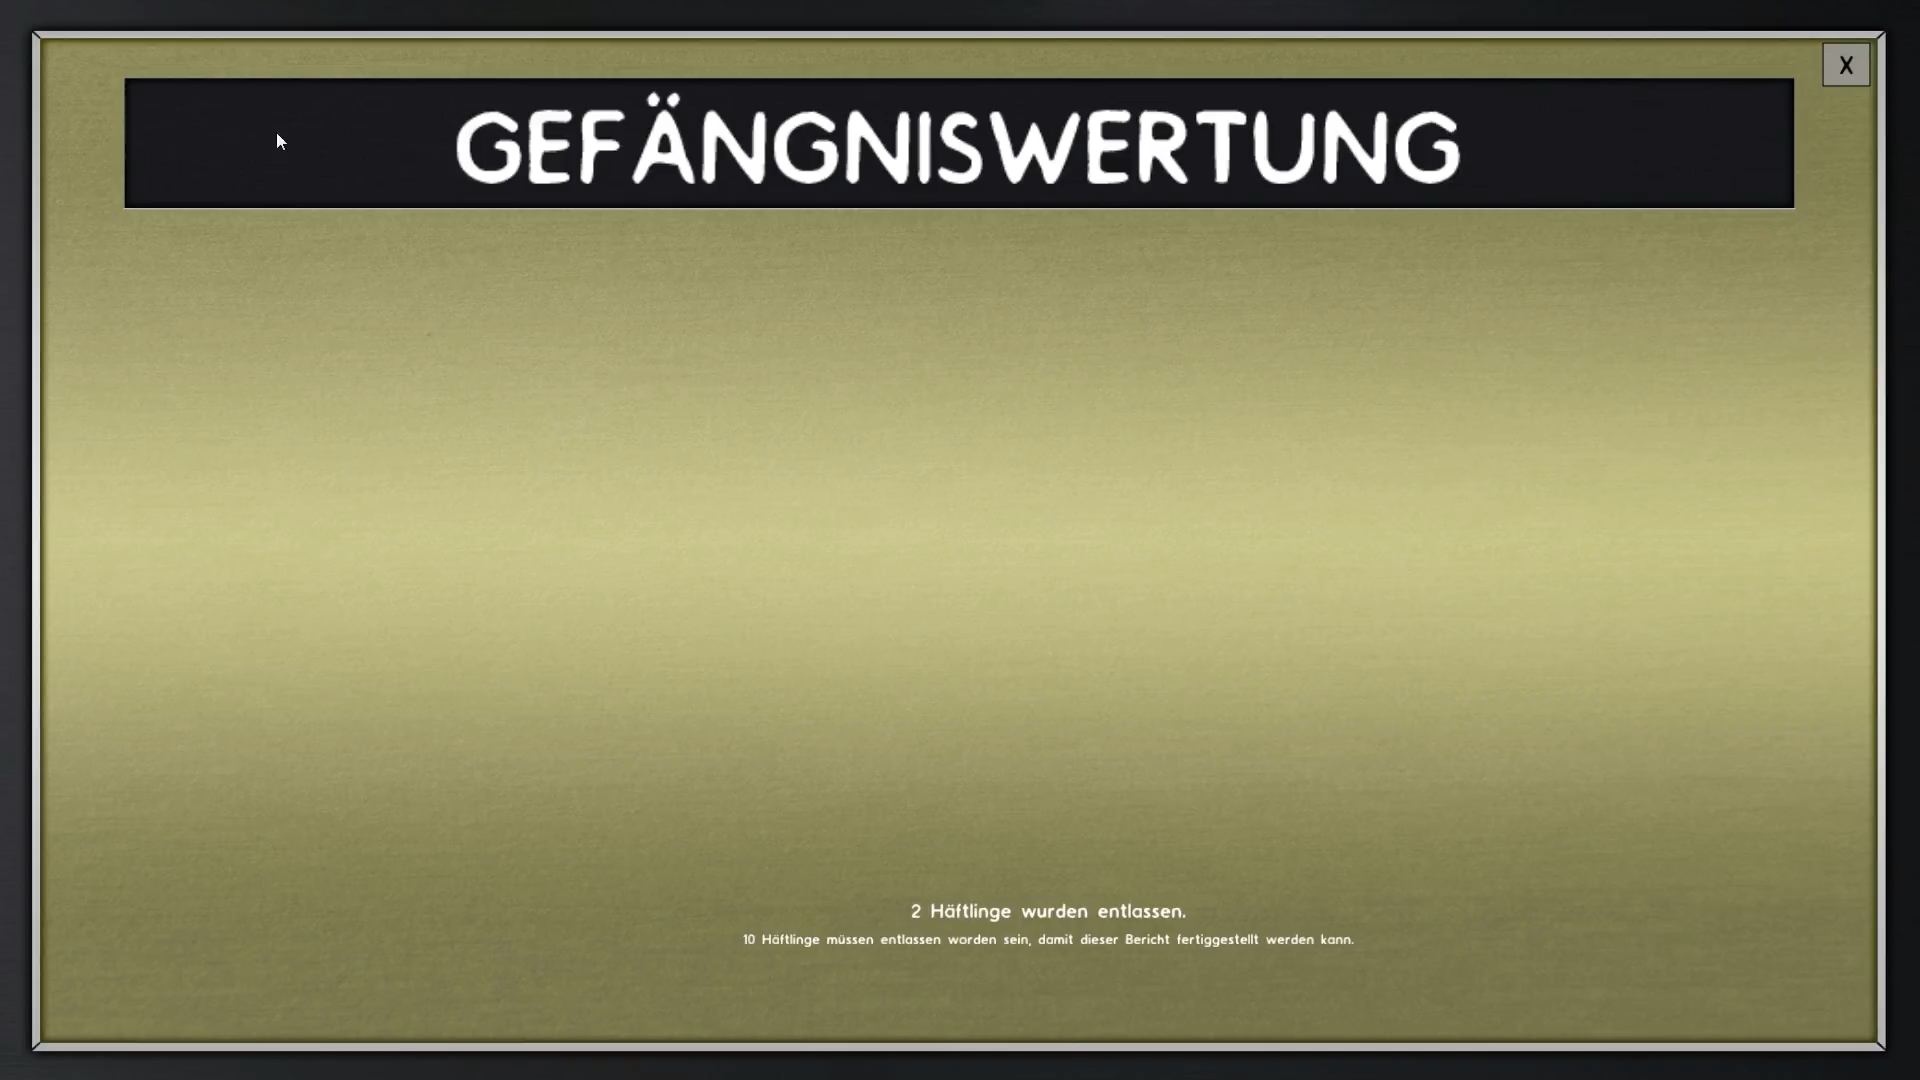 X
GEFÄNGNISWERTUNG
2 Häftlinge wurden entlassen.
10 Häftlinge müssen entlassen worden sein, damit dieser Bericht fertiggestellt werden kann.